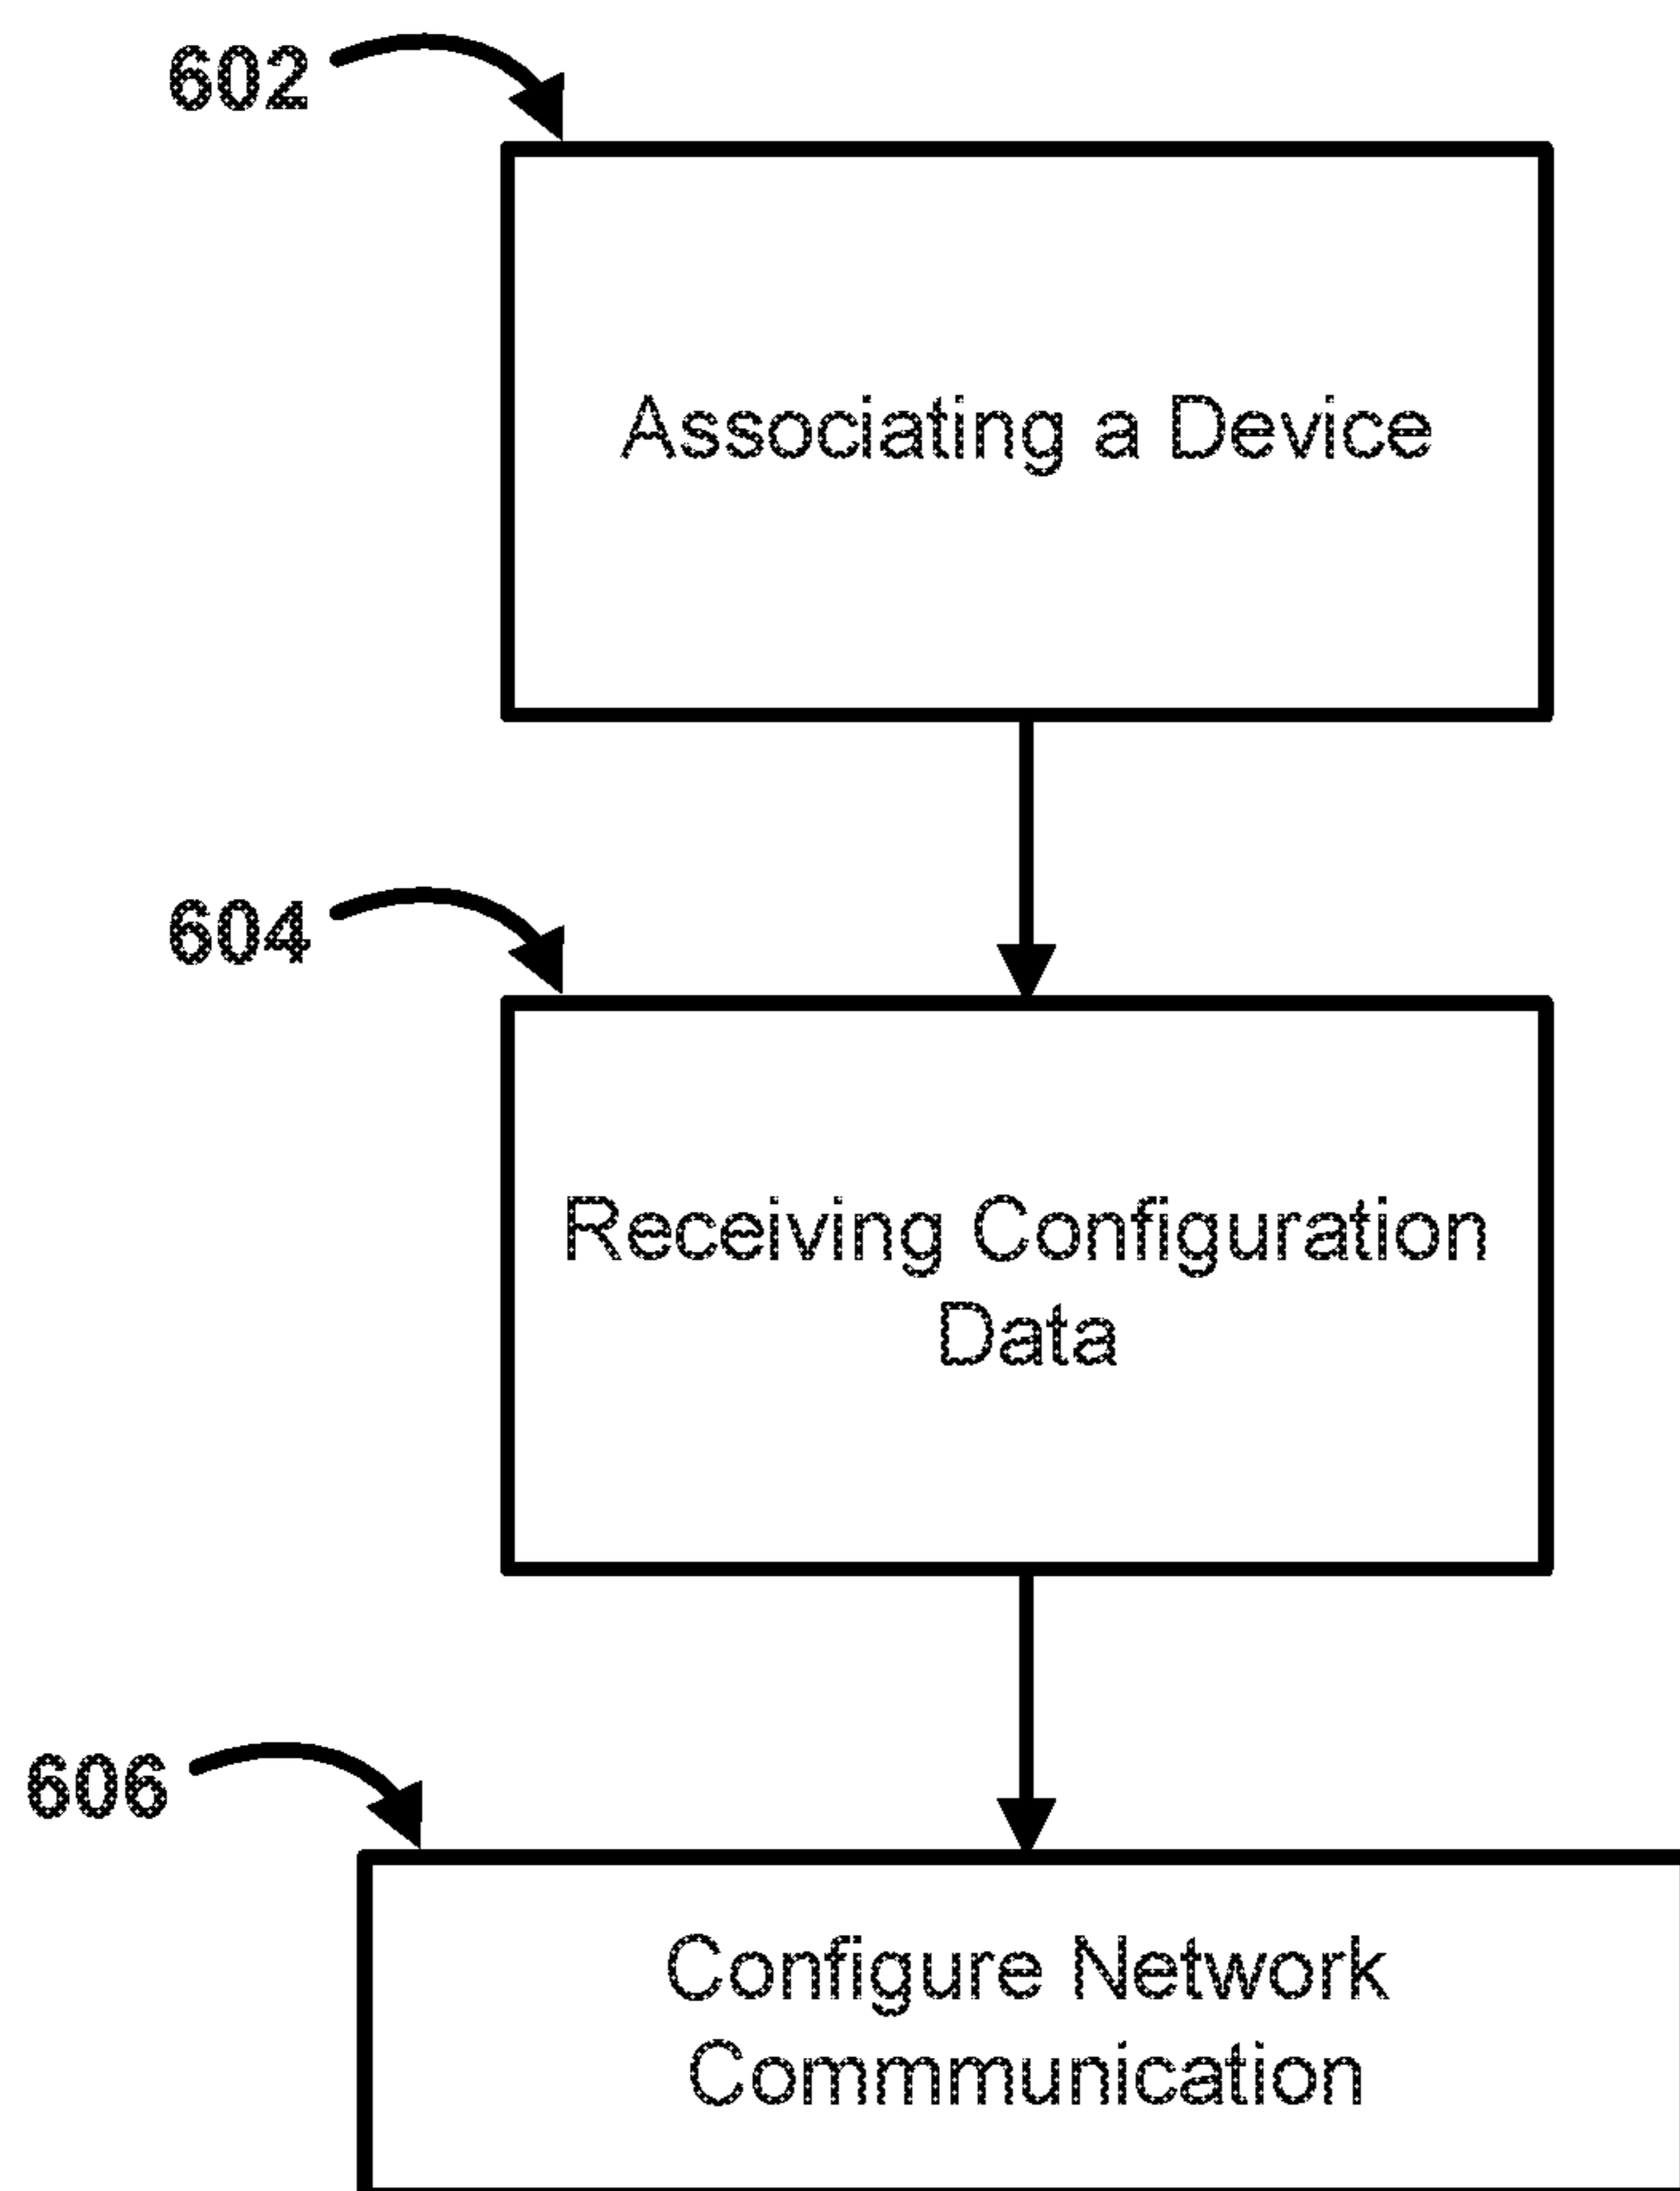 602
Associating a Device
604
Receiving Configuration
Data
606
Configure Network
Commmunication